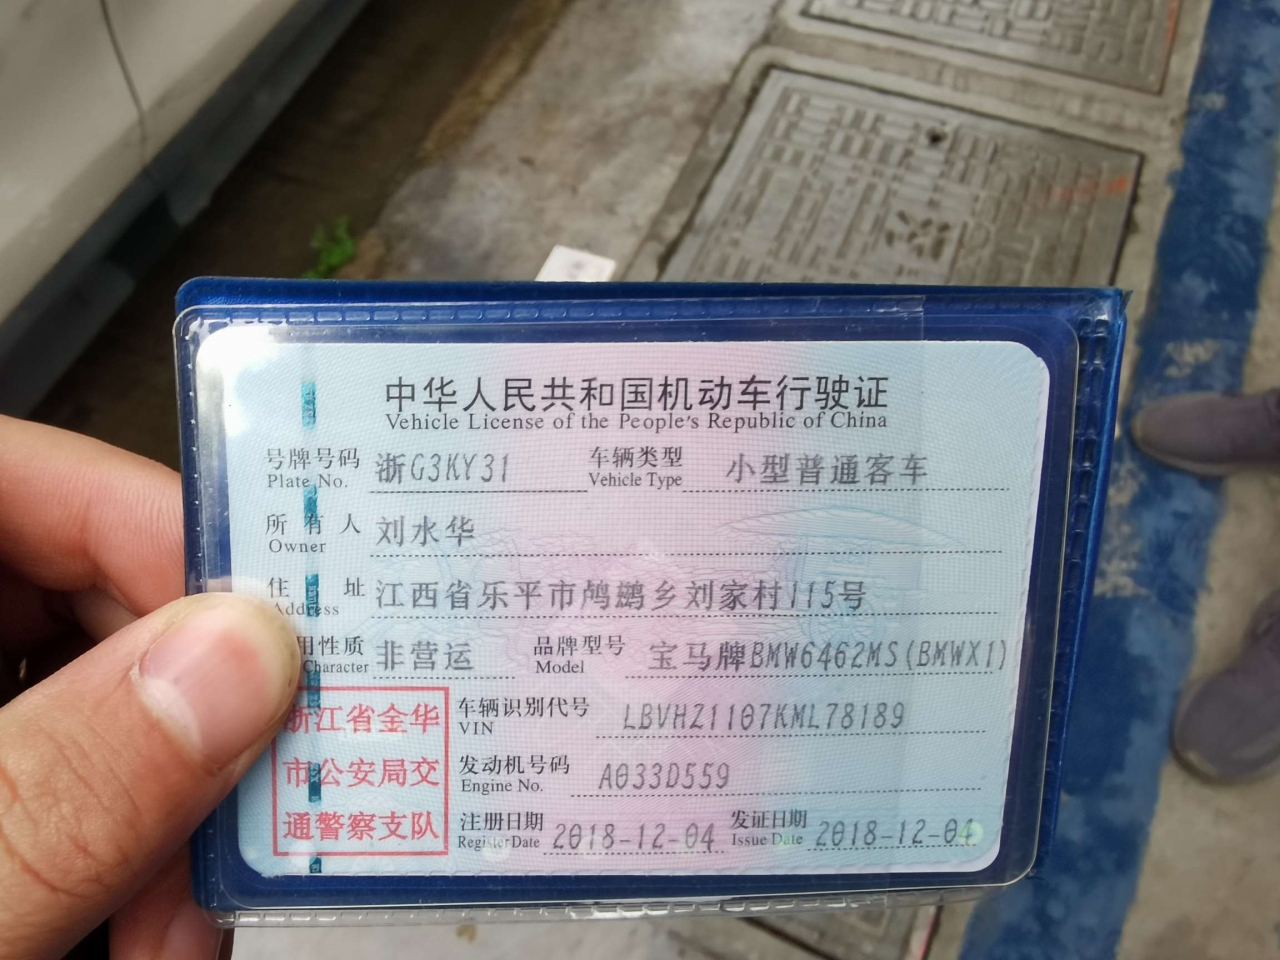 中华人民共和国机动车行驶证
Vehicle License of the People's Republic of China
号牌号码 浙G3KY31 车辆类型 小型普通客车
Plate No. Vehicle Type
所有人 刘水华
Owner
住址 江西省乐平市鸬鹚乡刘家村115号
Address
用性质 非营运 品牌型号 宝马牌BMW6462MS(BMWX1)
Character Model
浙江省金华
市公安局交
通警察支队
车辆识别代号 LBVHZ1107KML78189
VIN
发动机号码 A033D559
Engine No.
注册日期 2018-12-04 发证日期 2018-12-04
Register Date Issue Date